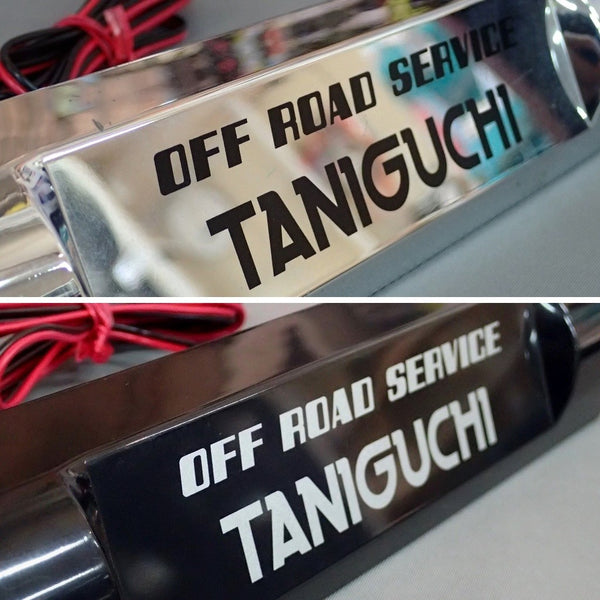 OFF ROAD SERVICE
TANIGUCHI
OFF ROAD SERVICE
TANIGUCHI